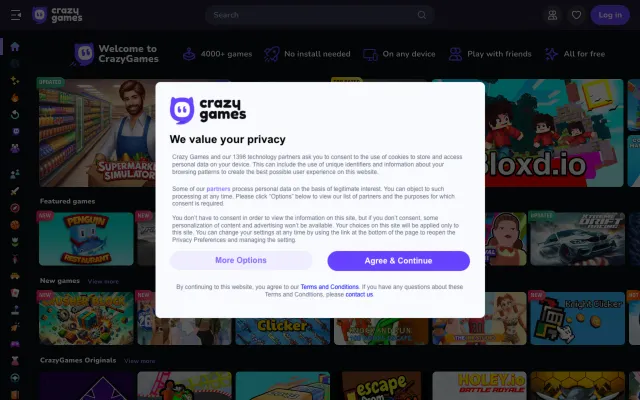 crazy games
Search
Log in
Welcome to CrazyGames
4000+ games
No install needed
On any device
Play with friends
All for free
UPDATED
SUPERMARKET SIMULATOR
Bloxd.io
crazy games
We value your privacy
Crazy Games and our 1398 technology partners ask you to consent to the use of cookies to store and access
personal data on your device. This can include the use of unique identifiers and information about your
browsing patterns to create the best possible user experience on this website.
Some of our partners process personal data on the basis of legitimate interest. You can object to such
processing at any time. Please click "Options" below to view our list of partners and the purposes for which
consent is required.
You don't have to consent in order to view the information on this site, but if you don't consent, some
personalization of content and advertising won't be available. Your choices on this site will be applied only to
this site. You can change your settings at any time by using the link at the bottom of the page to reopen the
Privacy Preferences and managing the setting.
More Options
Agree & Continue
By continuing to this website, you agree to our Terms and Conditions. If you have any questions about these
Terms and Conditions, please contact us
Featured games
NEW
PENGUIN RESTAURANT
NEW
UPDATED
New games
View more
NEW
NEW
Clicker
NEW
Knight Clicker
CrazyGames Originals
View more
escape
HOLEY.io
BATTLE ROYALE